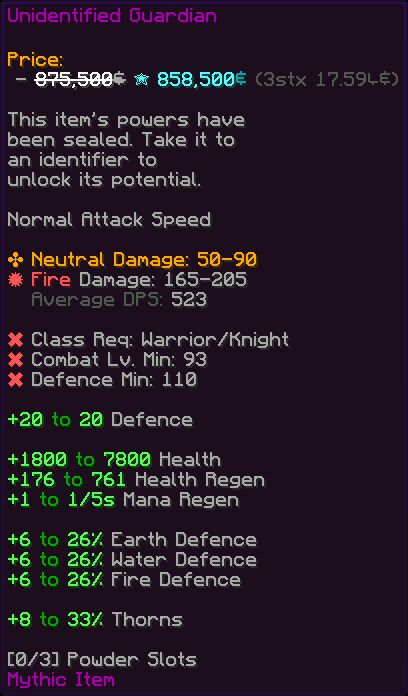 Unidentified Guardian
Price:
- 875,500 858,500 (3stx 17.59)
This item's powers have
been sealed. Take it to
an identifier to
unlock its potential.
Normal Attack Speed
✣ Neutral Damage: 50-90
✹ Fire Damage: 165-205
Average DPS: 523
✖ Class Req: Warrior/Knight
✖ Combat Lv. Min: 93
✖ Defence Min: 110
+20 to 20 Defence
+1800 to 7800 Health
+176 to 761 Health Regen
+1 to 1/5s Mana Regen
+6 to 26% Earth Defence
+6 to 26% Water Defence
+6 to 26% Fire Defence
+8 to 33% Thorns
[0/3] Powder Slots
Mythic Item